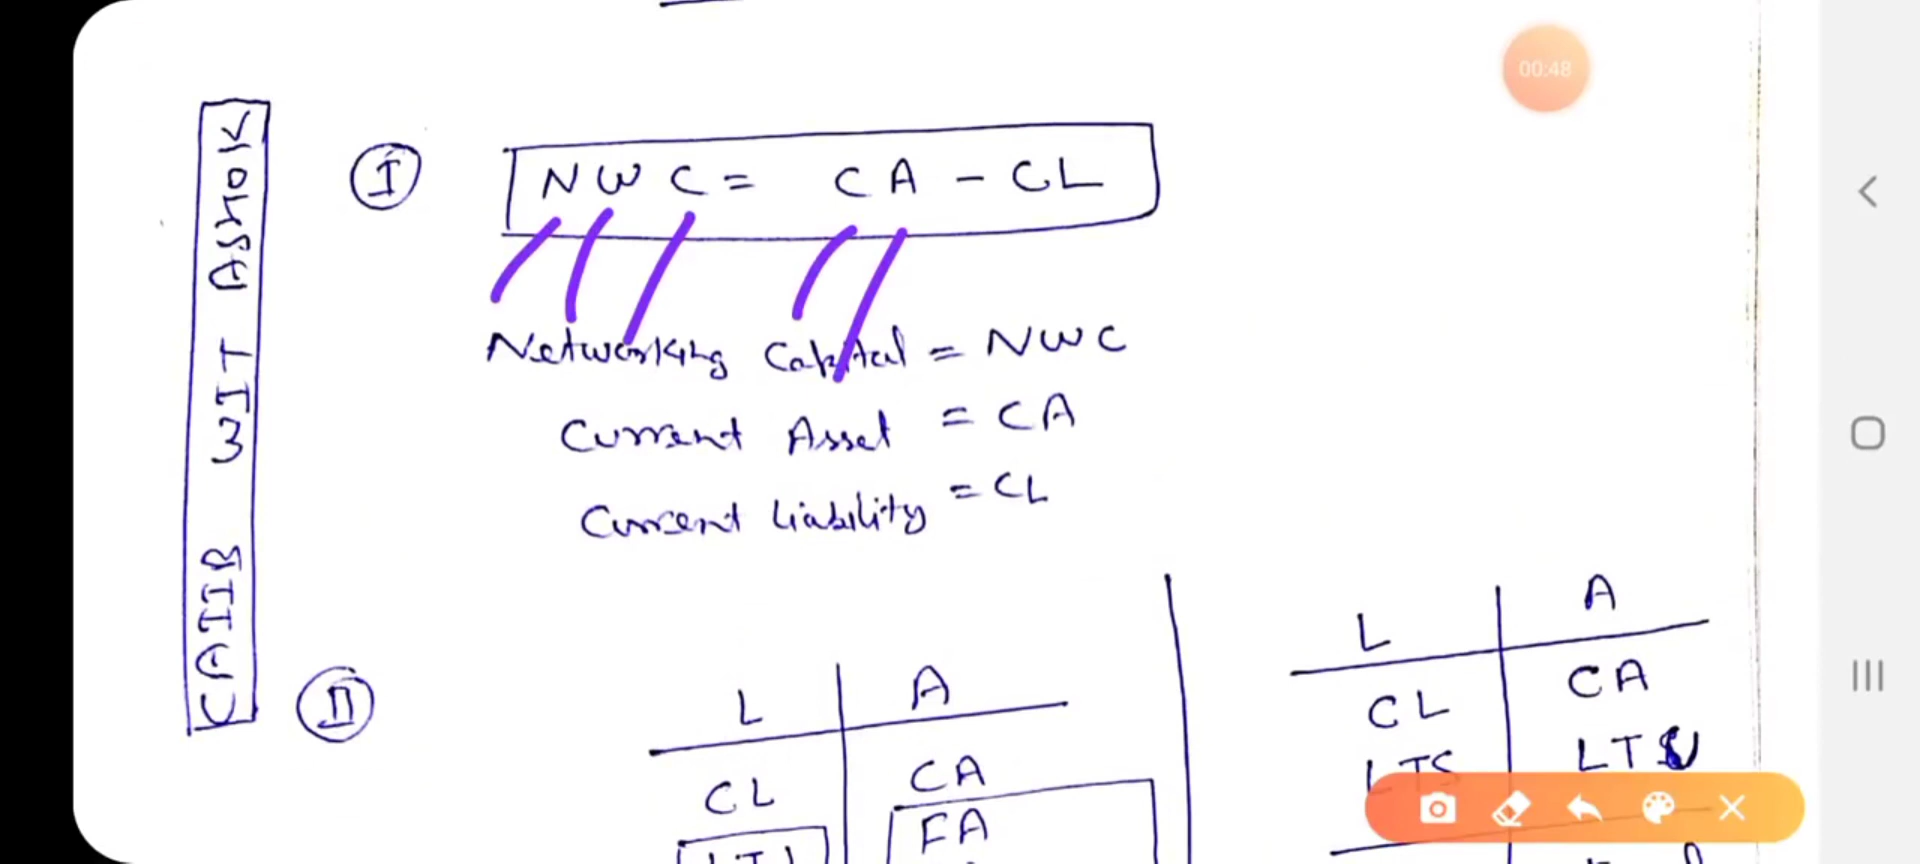 00:48
CAIIB WIT ASHOK
I
NWC = CA - CL
Networking Capital = NWC
Current Asset = CA
Current Liability = CL
II
L A
CL CA
FA
L A
CL CA
LTS